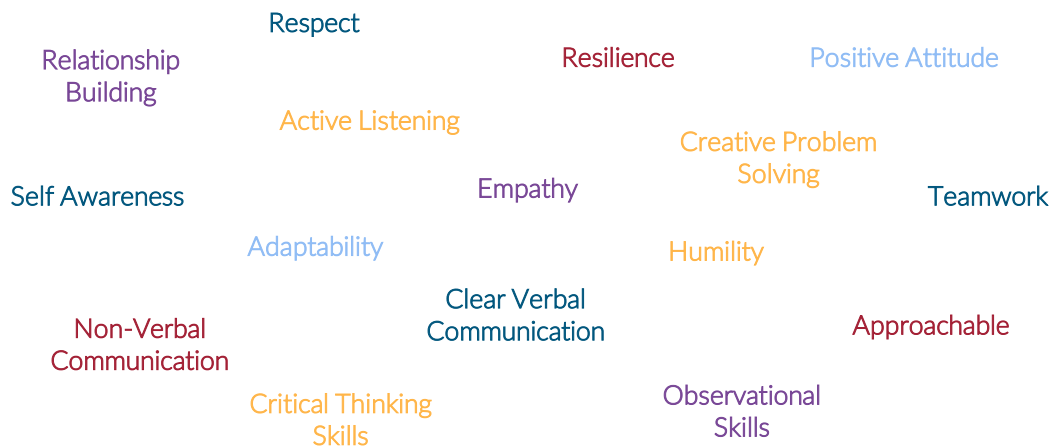 Respect
Relationship
Building
Resilience
Positive Attitude
Active Listening
Creative Problem
Solving
Self Awareness
Empathy
Teamwork
Adaptability
Humility
Clear Verbal
Communication
Non-Verbal
Communication
Approachable
Critical Thinking
Skills
Observational
Skills